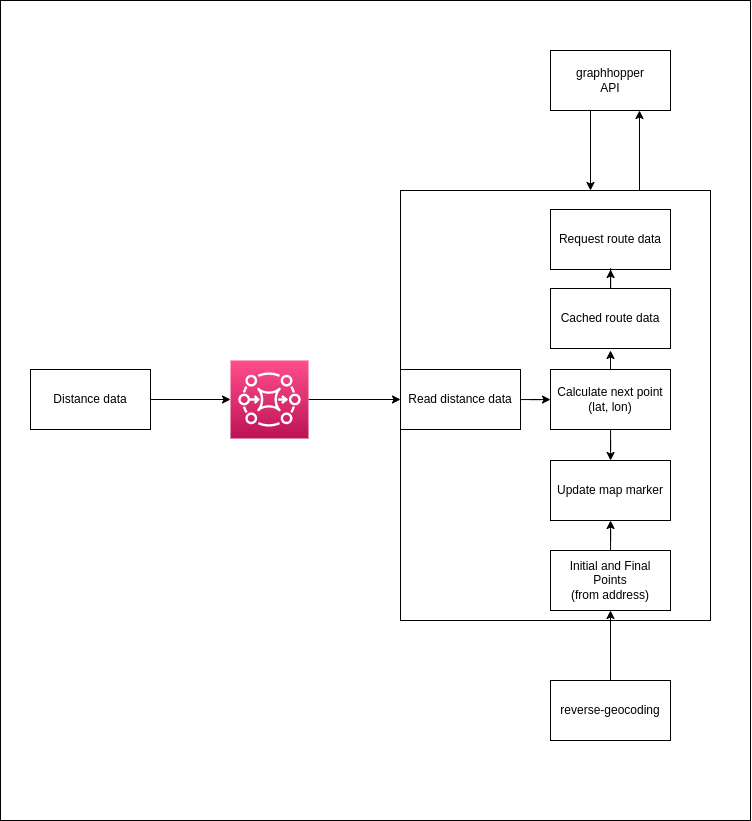 graphhopper
API
Request route data
Cached route data
Distance data
Read distance data
Calculate next point
(lat, lon)
Update map marker
Initial and Final
Points
(from address)
reverse-geocoding